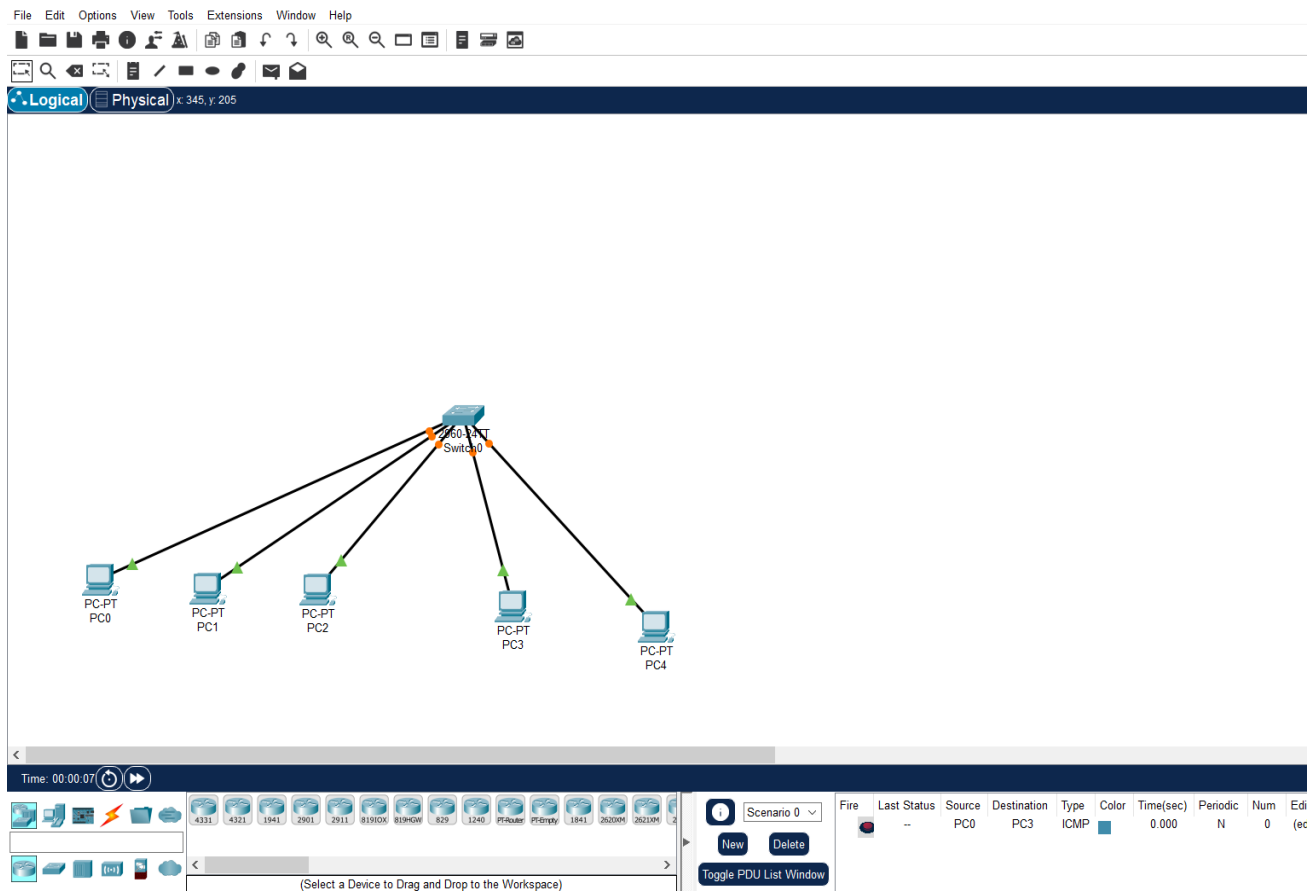 File Edit Options View Tools Extensions Window Help
Logical Physical x: 345, y: 205
2960-24TT
Switch0
PC-PT
PC0
PC-PT
PC1
PC-PT
PC2
PC-PT
PC3
PC-PT
PC4
Time: 00:00:07
4331 4321 1941 2901 2911 819IOX 819HGW 829 1240 PT-Router PT-Empty 1841 2620XM 2621XM 2
(Select a Device to Drag and Drop to the Workspace)
Scenario 0
New Delete
Toggle PDU List Window
Fire Last Status Source Destination Type Color Time(sec) Periodic Num Edi
-- PC0 PC3 ICMP 0.000 N 0 (ed